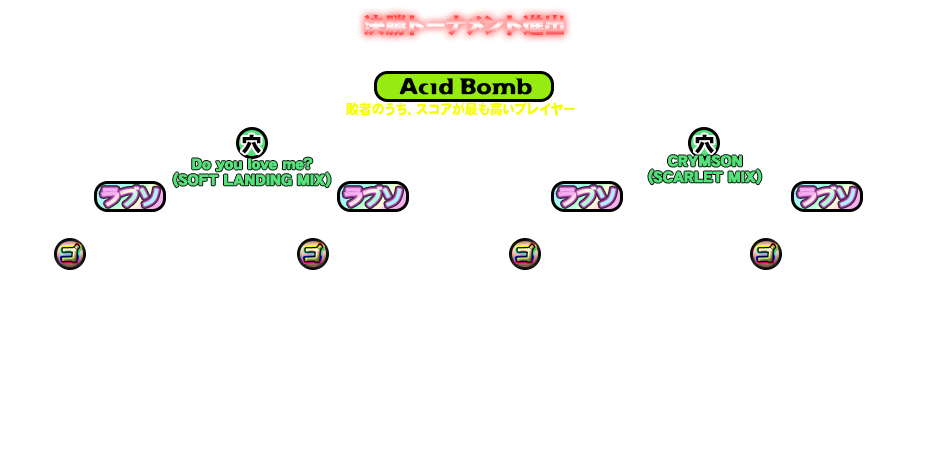 決勝トーナメント進出
Acid Bomb
敗者のうち、スコアが最も高いプレイヤー
穴
穴
Do you love me?
(SOFT LANDING MIX)
CRYMSON
(SCARLET MIX)
ラブソ
ラブソ
ラブソ
ラブソ
ゴ
ゴ
ゴ
ゴ